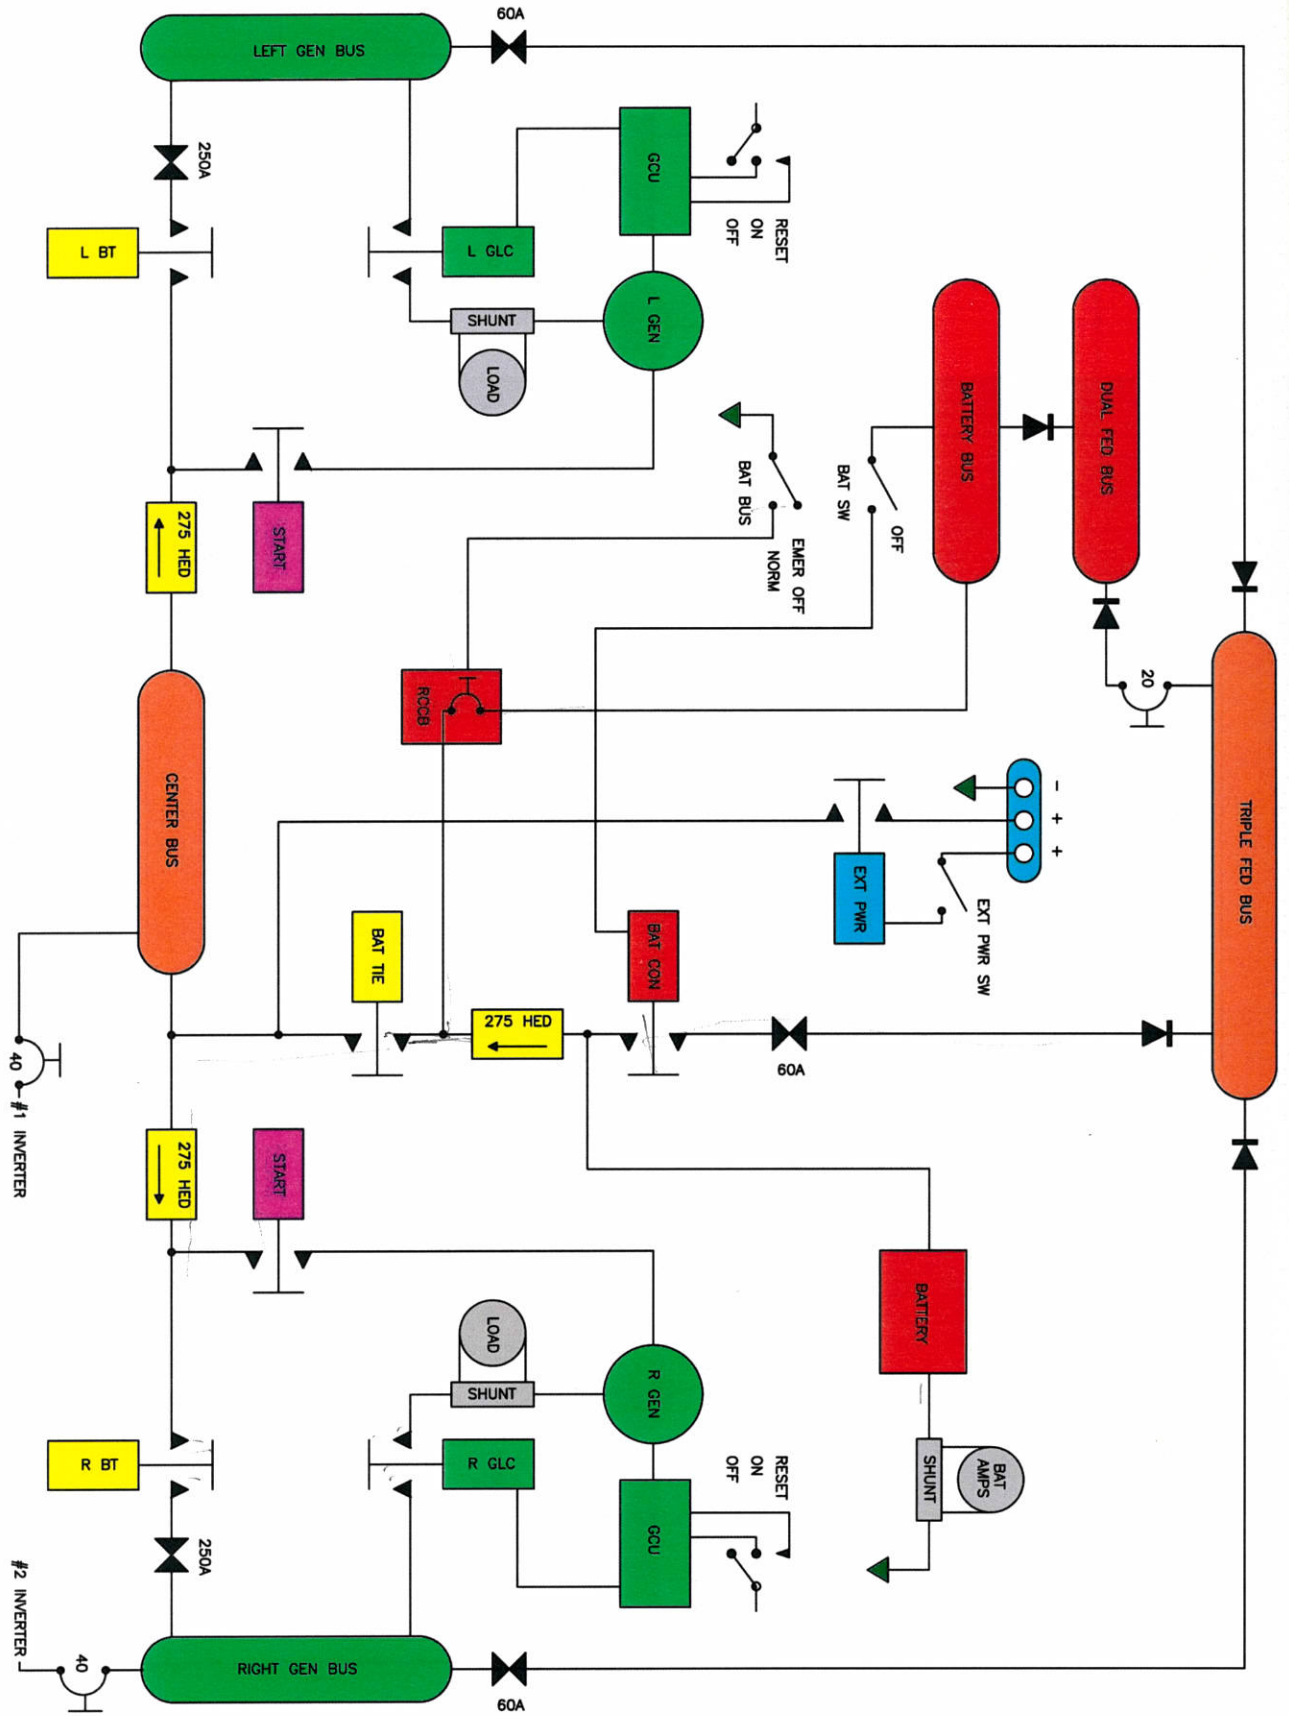 60A
LEFT GEN BUS
250A
GCU
RESET
ON
OFF
L BT
L GLC
L GEN
SHUNT
LOAD
BATTERY BUS
DUAL FED BUS
BAT BUS
BAT SW
OFF
EMER OFF
NORM
275 HED
START
RCCB
20
CENTER BUS
TRIPLE FED BUS
-
+
+
EXT PWR
EXT PWR SW
BAT TIE
BAT CON
275 HED
60A
40
#1 INVERTER
275 HED
START
BATTERY
LOAD
SHUNT
R GEN
BAT
AMPS
SHUNT
R BT
R GLC
RESET
ON
OFF
GCU
250A
#2 INVERTER
40
RIGHT GEN BUS
60A